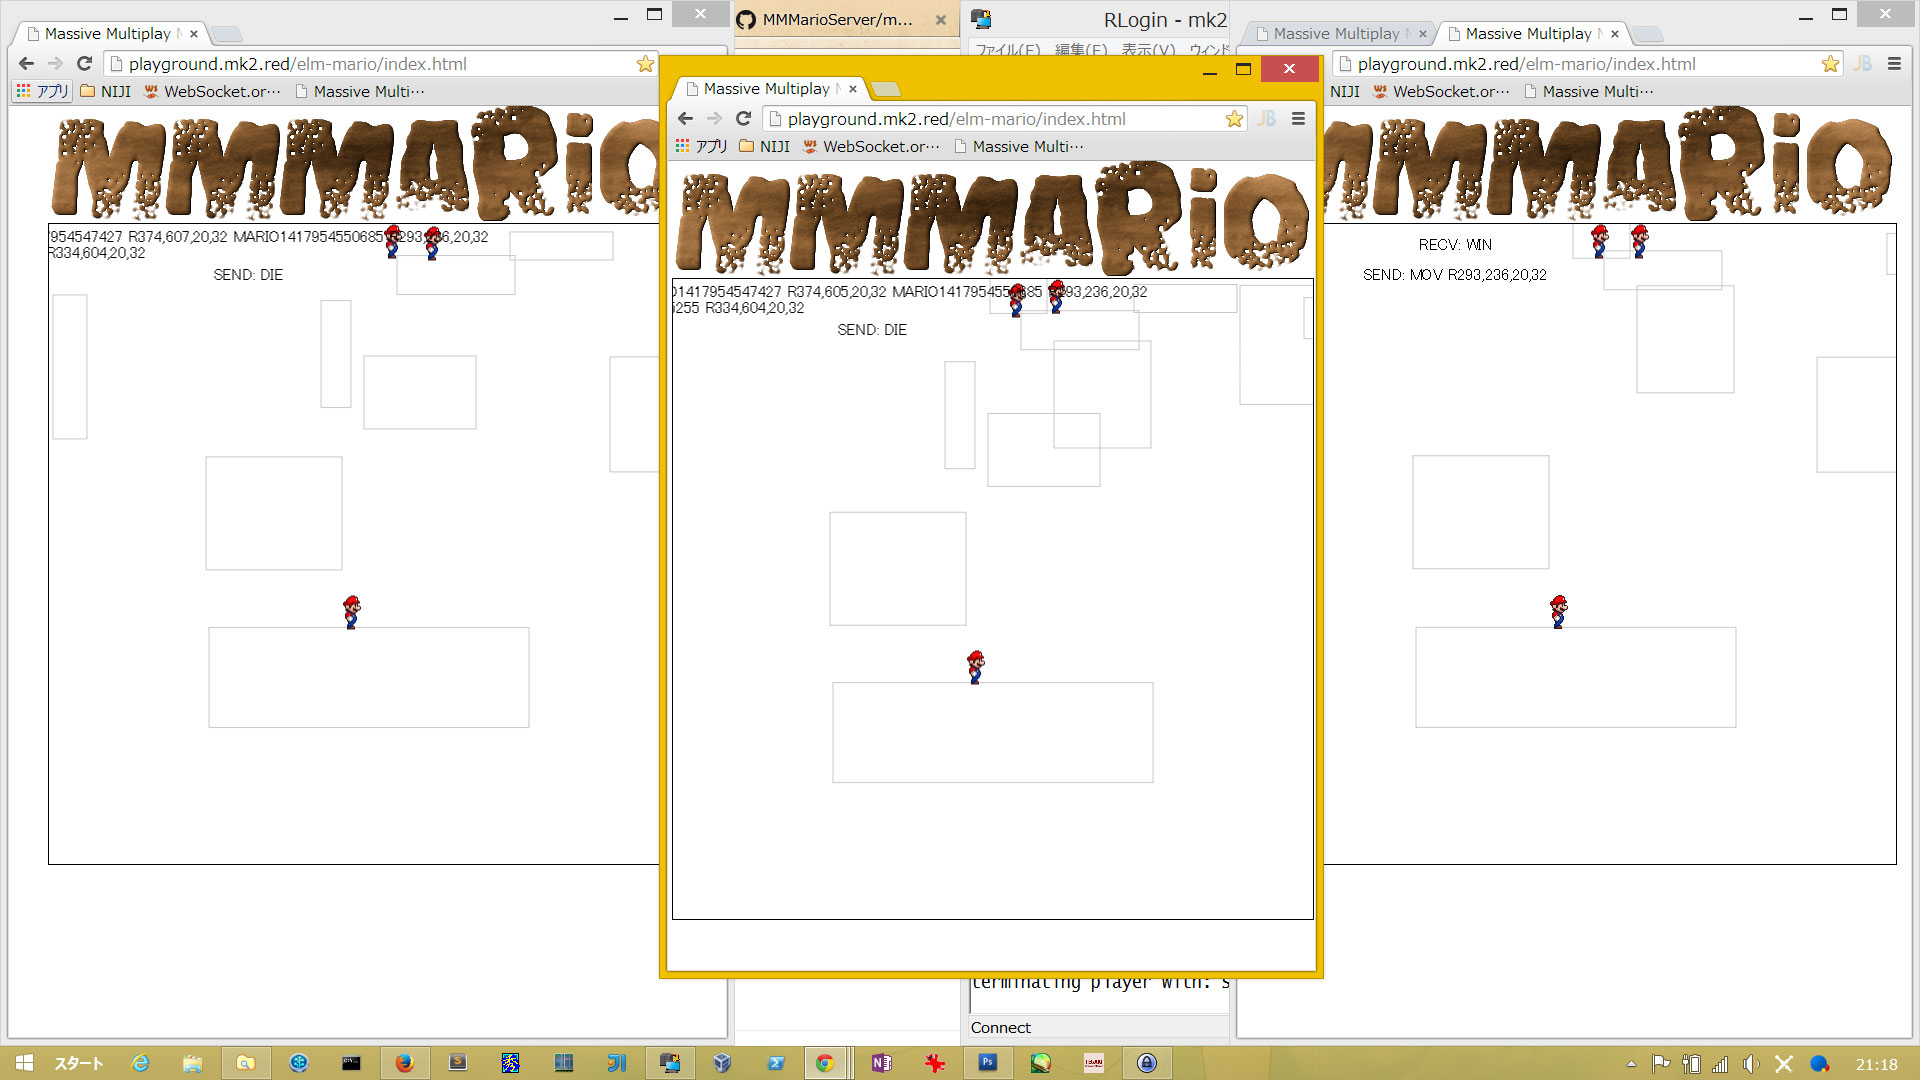 Massive Multiplay
playground.mk2.red/elm-mario/index.html
アプリ NIJI WebSocket.or… Massive Multi…
MMMARiO
954547427 R374,607,20,32 MARIO1417954550685 R293,236,20,32
R334,604,20,32
SEND: DIE
MMMarioServer/m...
RLogin - mk2
ファイル(F) 編集(E) 表示(V) ウィンド
Massive Multiplay
playground.mk2.red/elm-mario/index.html
アプリ NIJI WebSocket.or… Massive Multi…
MMMARiO
1417954547427 R374,605,20,32 MARIO1417954550685 R293,236,20,32
255 R334,604,20,32
SEND: DIE
terminating player with: s
Connect
Massive Multiplay
Massive Multiplay
playground.mk2.red/elm-mario/index.html
NIJI WebSocket.or… Massive Multi…
MMMARiO
RECV: WIN
SEND: MOV R293,236,20,32
スタート
21:18